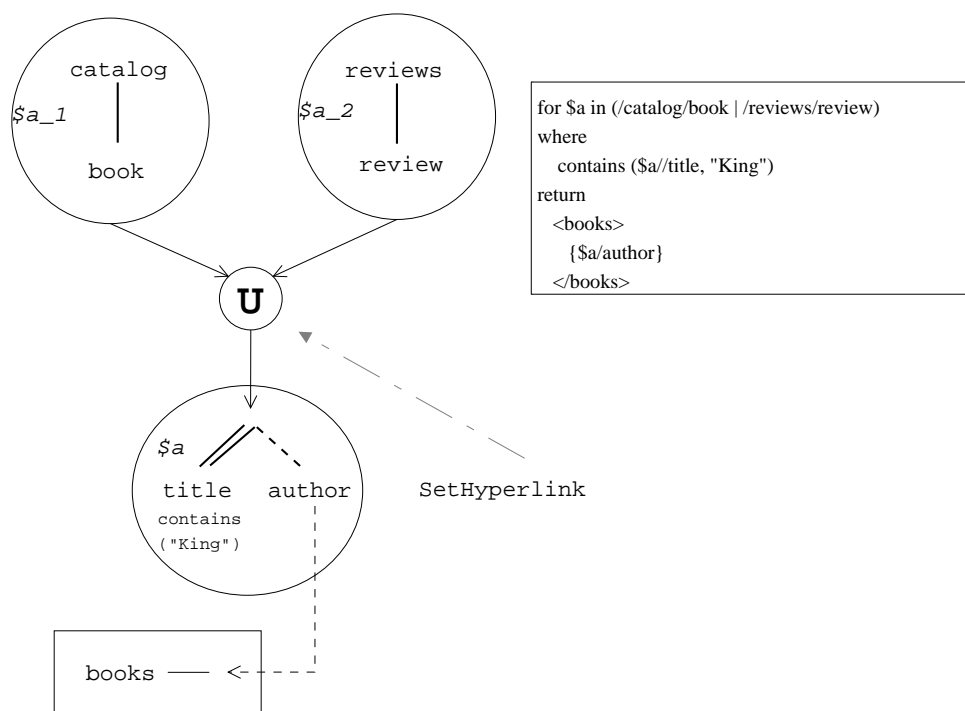 catalog
$a_1
book
reviews
$a_2
review
for $a in (/catalog/book | /reviews/review)
where
contains ($a//title, "King")
return
<books>
{$a/author}
</books>
U
$a
title
author
contains
("King")
SetHyperlink
books